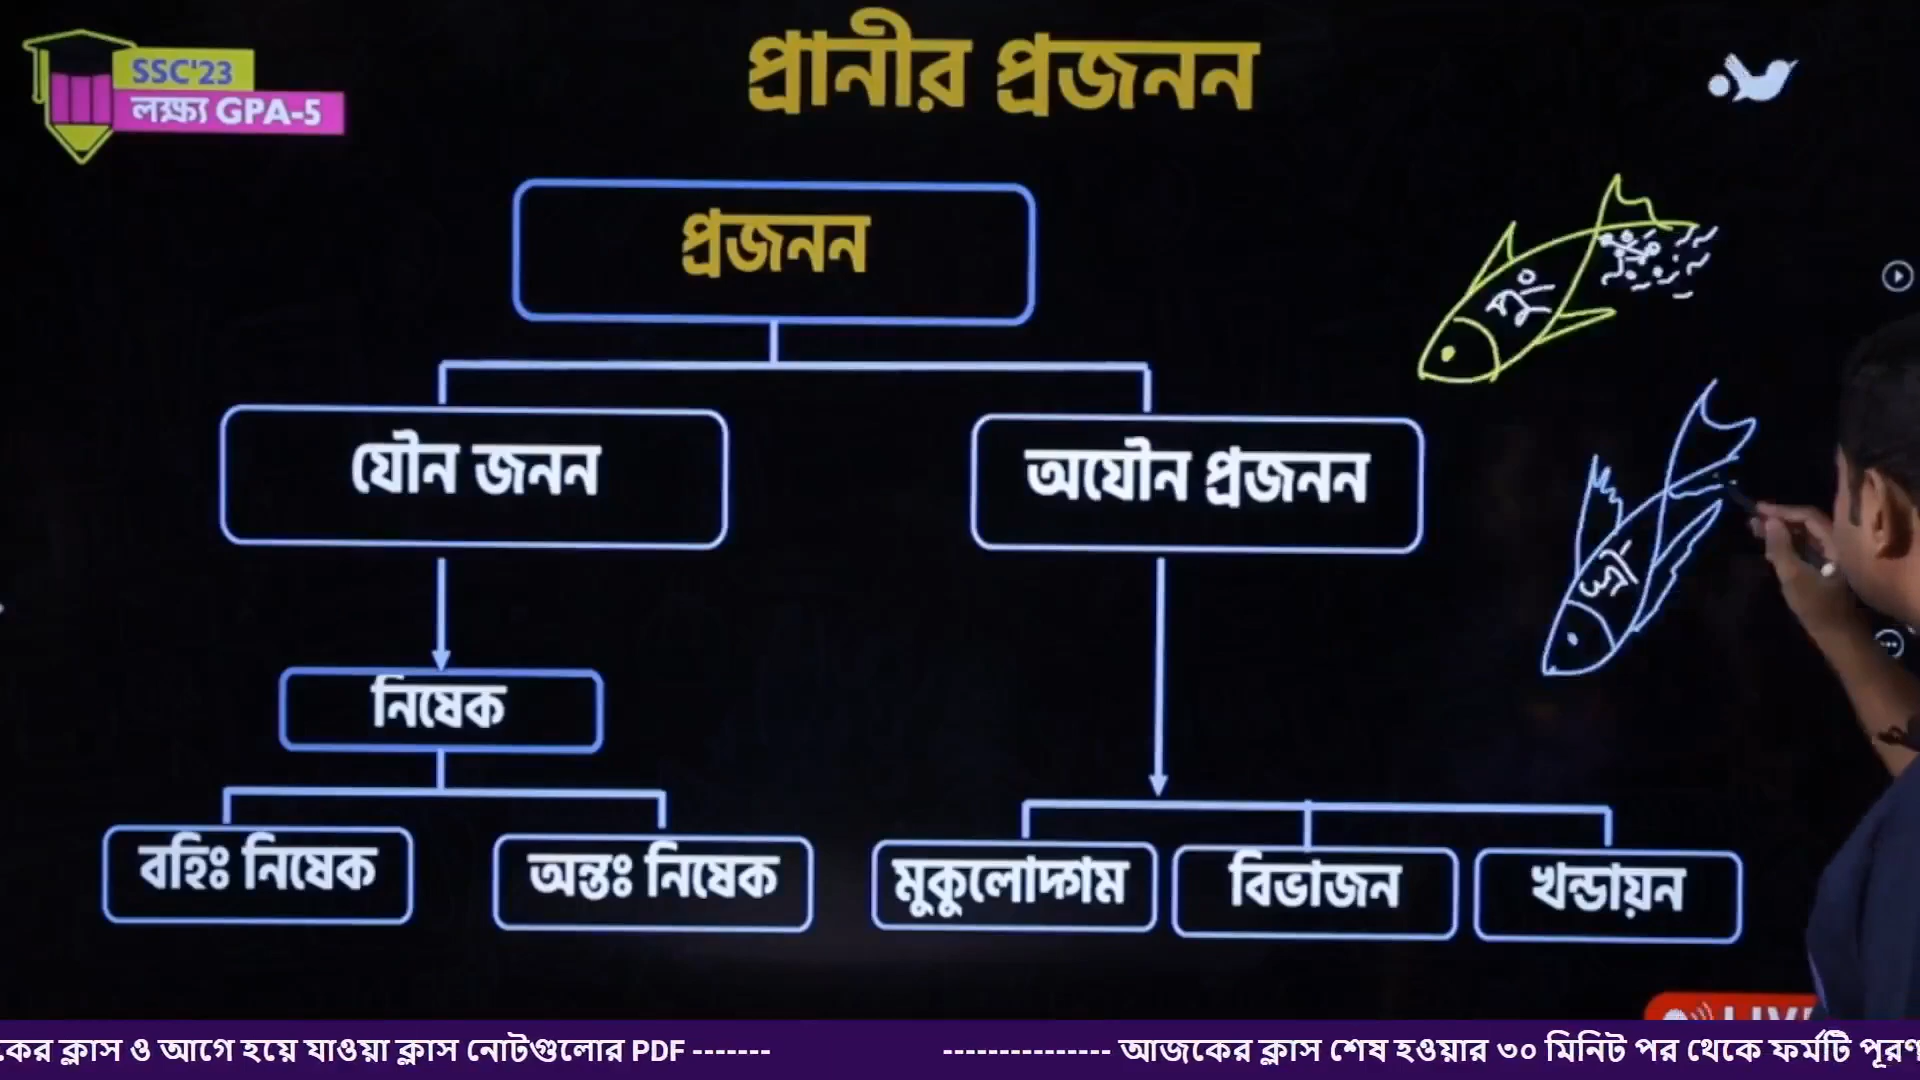 SSC'23
লক্ষ্য GPA-5
প্রানীর প্রজনন
প্রজনন
যৌন জনন
অযৌন প্রজনন
পুং
স্ত্রী
নিষেক
বহিঃ নিষেক
অন্তঃ নিষেক
মুকুলোদ্গম
বিভাজন
খন্ডায়ন
LIVE
কের ক্লাস ও আগে হয়ে যাওয়া ক্লাস নোটগুলোর PDF ------- --------------- আজকের ক্লাস শেষ হওয়ার ৩০ মিনিট পর থেকে ফর্মটি পূরণ